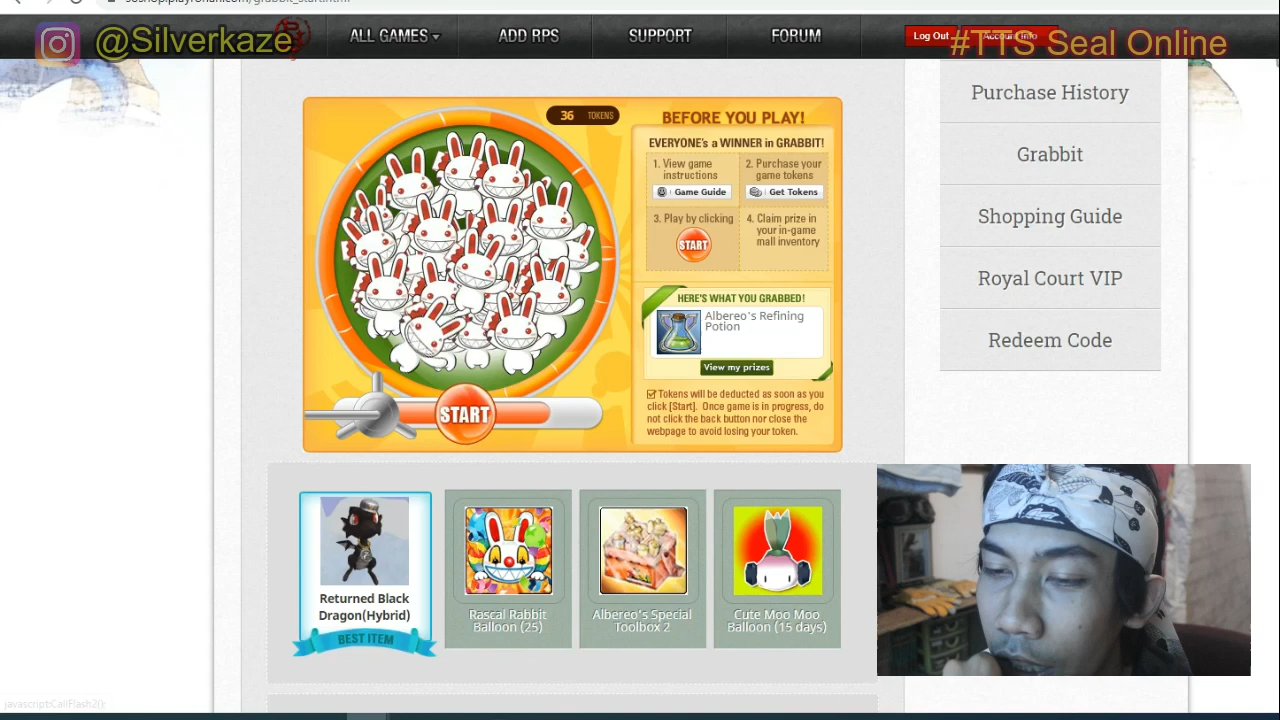 @Silverkaze
ALL GAMES
ADD RPS
SUPPORT
FORUM
Log Out
#TTS Seal Online
Purchase History
Grabbit
Shopping Guide
Royal Court VIP
Redeem Code
36 TOKENS
BEFORE YOU PLAY!
EVERYONE's a WINNER in GRABBIT!
1. View game
instructions
Game Guide
2. Purchase your
game tokens
Get Tokens
3. Play by clicking
START
4. Claim prize in
your in-game
mall inventory
HERE'S WHAT YOU GRABBED!
Albereo's Refining
Potion
View my prizes
Tokens will be deducted as soon as you
click [Start]. Once game is in progress, do
not click the back button nor close the
webpage to avoid losing your token.
START
Returned Black
Dragon(Hybrid)
BEST ITEM
Rascal Rabbit
Balloon (25)
Albereo's Special
Toolbox 2
Cute Moo Moo
Balloon (15 days)
javascript:CallFlash2();